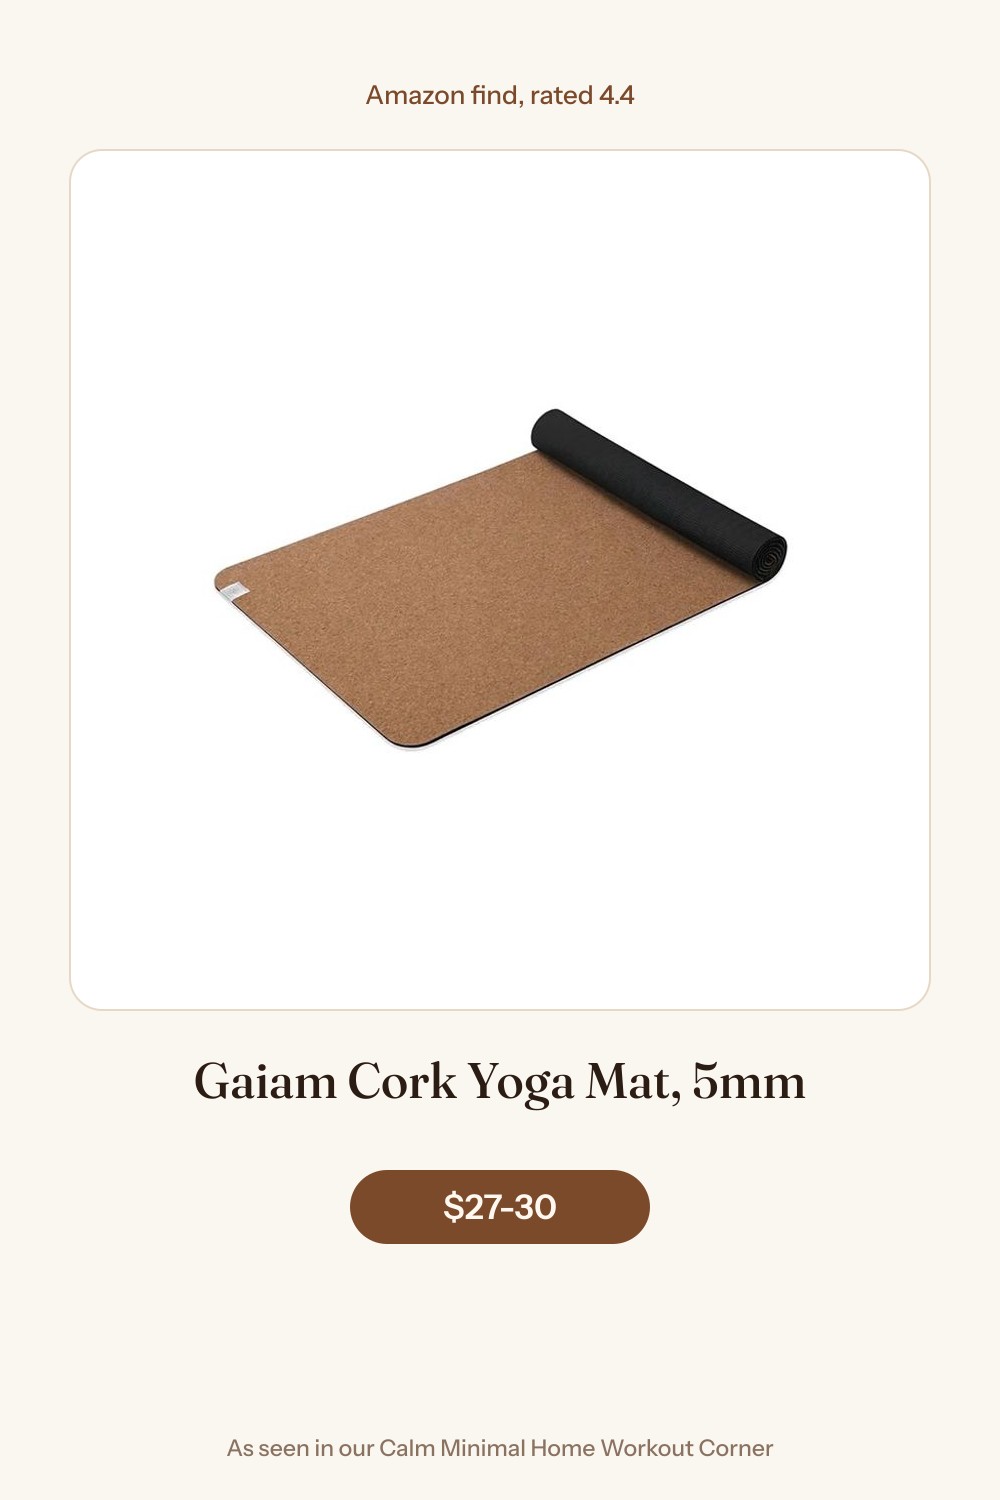 Amazon find, rated 4.4
Gaiam Cork Yoga Mat, 5mm
$27-30
As seen in our Calm Minimal Home Workout Corner